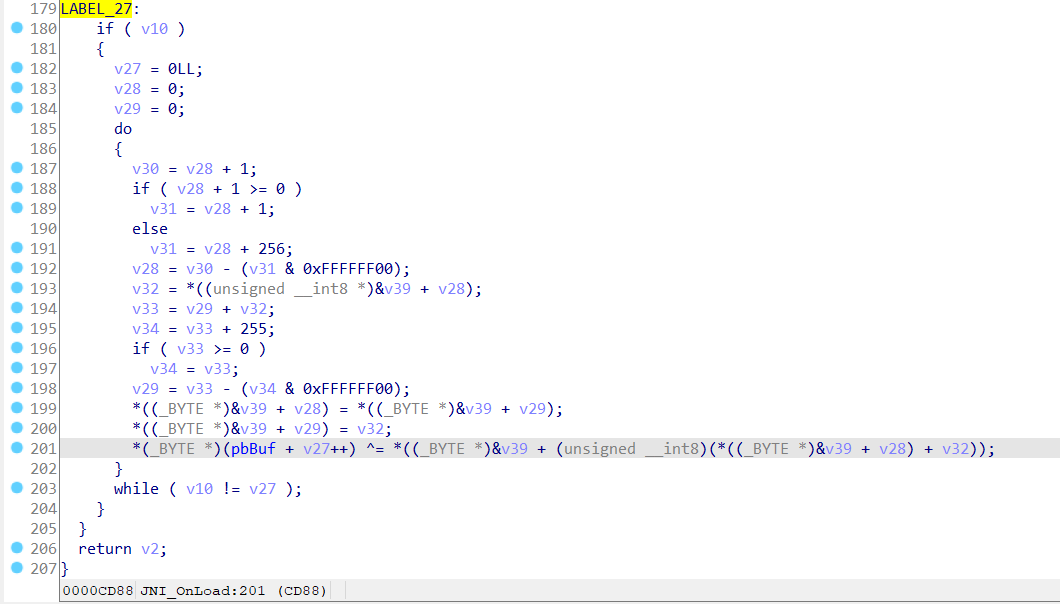 179 LABEL_27:
180 if ( v10 )
181 {
182 v27 = 0LL;
183 v28 = 0;
184 v29 = 0;
185 do
186 {
187 v30 = v28 + 1;
188 if ( v28 + 1 >= 0 )
189 v31 = v28 + 1;
190 else
191 v31 = v28 + 256;
192 v28 = v30 - (v31 & 0xFFFFFF00);
193 v32 = *((unsigned __int8 *)&v39 + v28);
194 v33 = v29 + v32;
195 v34 = v33 + 255;
196 if ( v33 >= 0 )
197 v34 = v33;
198 v29 = v33 - (v34 & 0xFFFFFF00);
199 *((_BYTE *)&v39 + v28) = *((_BYTE *)&v39 + v29);
200 *((_BYTE *)&v39 + v29) = v32;
201 *(_BYTE *)(pbBuf + v27++) ^= *((_BYTE *)&v39 + (unsigned __int8)(*((_BYTE *)&v39 + v28) + v32));
202 }
203 while ( v10 != v27 );
204 }
205 }
206 return v2;
207 }
0000CD88 JNI_OnLoad:201 (CD88)